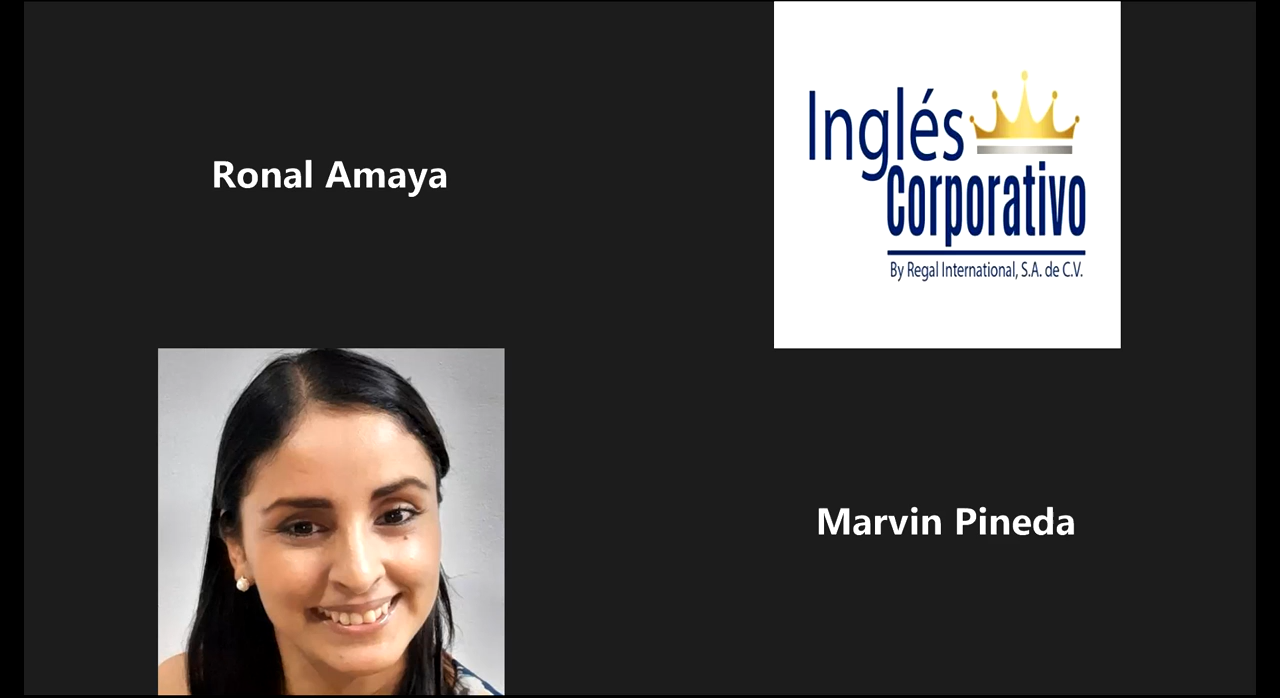 Ronal Amaya
Inglés
Corporativo
By Regal International, S.A. de C.V.
Marvin Pineda